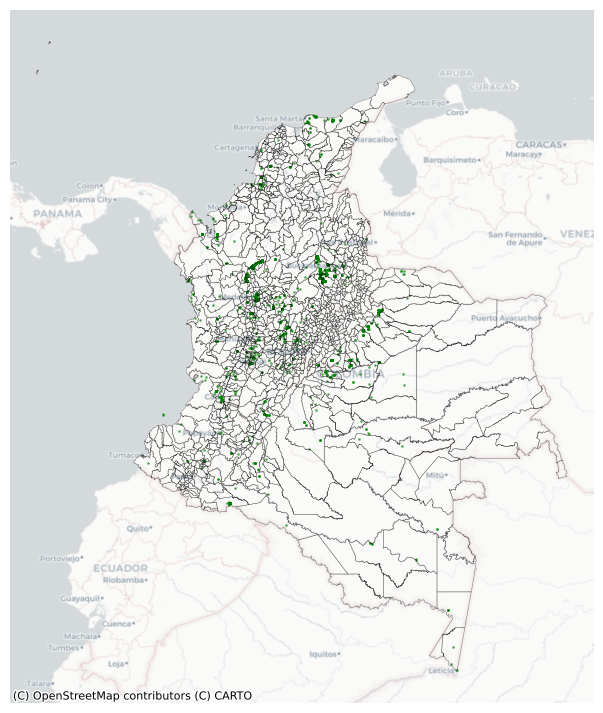 ARUBA
CURAÇAO
Punto Fijo
Coro
Santa Marta
Barranquilla
Maracaibo
CARACAS
Maracay
Cartagena
Barquisimeto
Colón
Panama City
PANAMA
Mérida
San Fernando
de Apure
VENEZ
Puerto Ayacucho
COLOMBIA
Tumaco
Mitú
Quito
Portoviejo
ECUADOR
Riobamba
Guayaquil
Cuenca
Machala
Tumbes
Iquitos
Loja
Leticia
Talara
(C) OpenStreetMap contributors (C) CARTO